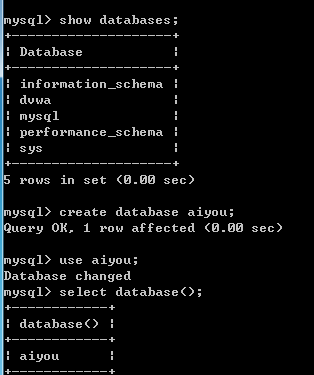 mysql> show databases;
+--------------------+
| Database           |
+--------------------+
| information_schema |
| dvwa               |
| mysql              |
| performance_schema |
| sys                |
+--------------------+
5 rows in set (0.00 sec)
mysql> create database aiyou;
Query OK, 1 row affected (0.00 sec)
mysql> use aiyou;
Database changed
mysql> select database();
+------------+
| database() |
+------------+
| aiyou      |
+------------+